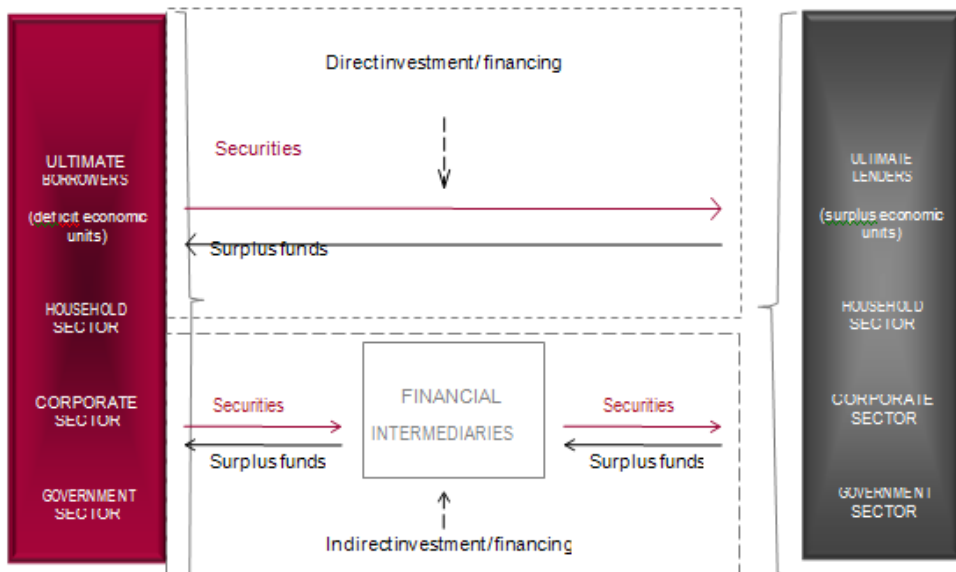 ULTIMATE
BORROWERS
(deficit economic
units)
HOUSEHOLD
SECTOR
CORPORATE
SECTOR
GOVERNMENT
SECTOR
Directinvestment/financing
Securities
Surplus funds
Securities
Surplus funds
FINANCIAL
INTERMEDIARIES
Securities
Surplus funds
Indirectinvestment/financing
ULTIMATE
LENDERS
(surplus economic
units)
HOUSEHOLD
SECTOR
CORPORATE
SECTOR
GOVERNMENT
SECTOR